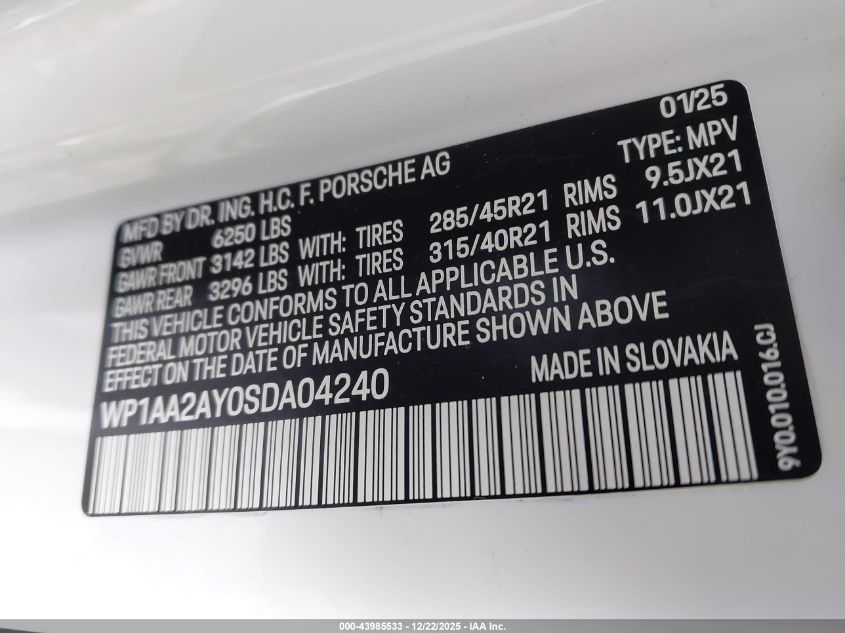 01/25
MFD BY DR. ING. H.C. F. PORSCHE AG TYPE: MPV
GVWR 6250 LBS
GAWR FRONT 3142 LBS WITH: TIRES 285/45R21 RIMS 9.5JX21
GAWR REAR 3296 LBS WITH: TIRES 315/40R21 RIMS 11.0JX21
THIS VEHICLE CONFORMS TO ALL APPLICABLE U.S.
FEDERAL MOTOR VEHICLE SAFETY STANDARDS IN
EFFECT ON THE DATE OF MANUFACTURE SHOWN ABOVE
WP1AA2AY0SDA04240 MADE IN SLOVAKIA
9Y0.010.016.CJ
000-43985533 - 12/22/2025 - IAA Inc.